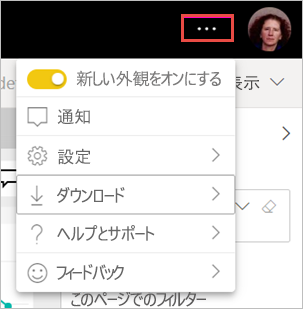 …
新しい外観をオンにする
表示
通知
設定
ダウンロード
ヘルプとサポート
フィードバック
このページでのフィルター